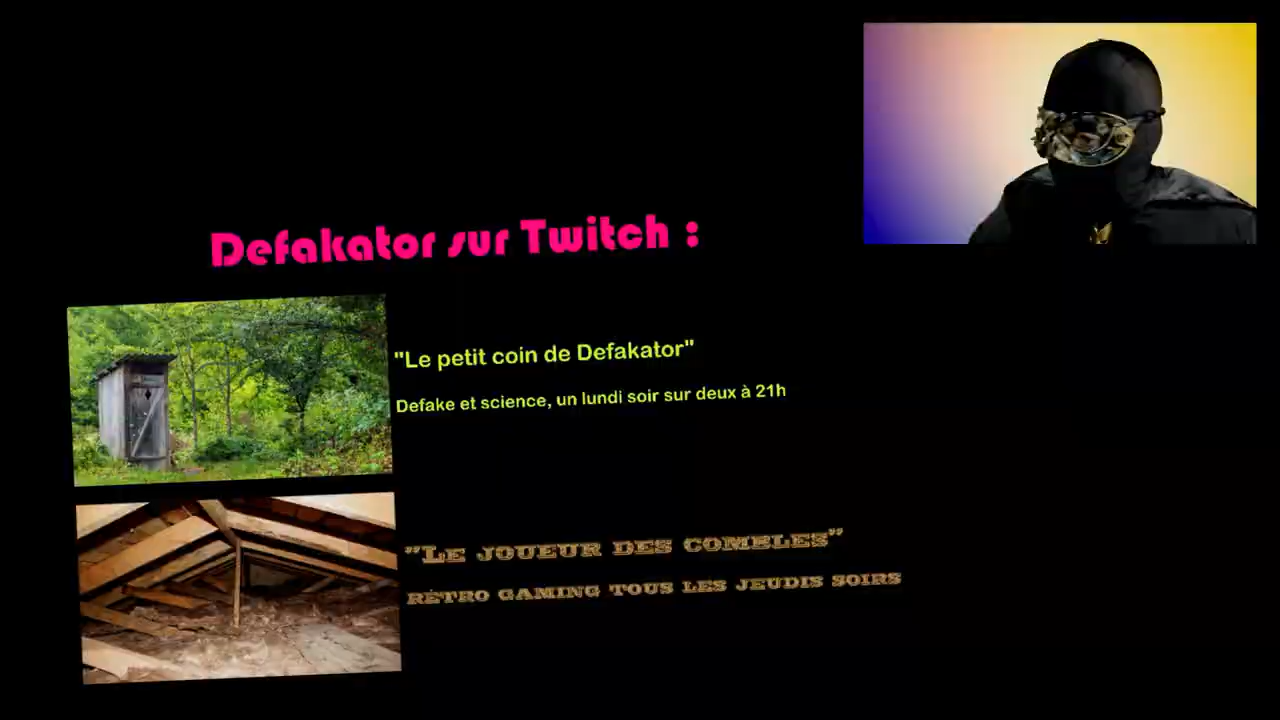 Defakator sur Twitch :
"Le petit coin de Defakator"
Defake et science, un lundi soir sur deux à 21h
"LE JOUEUR DES COMBLES"
RETRO GAMING TOUS LES JEUDIS SOIRS